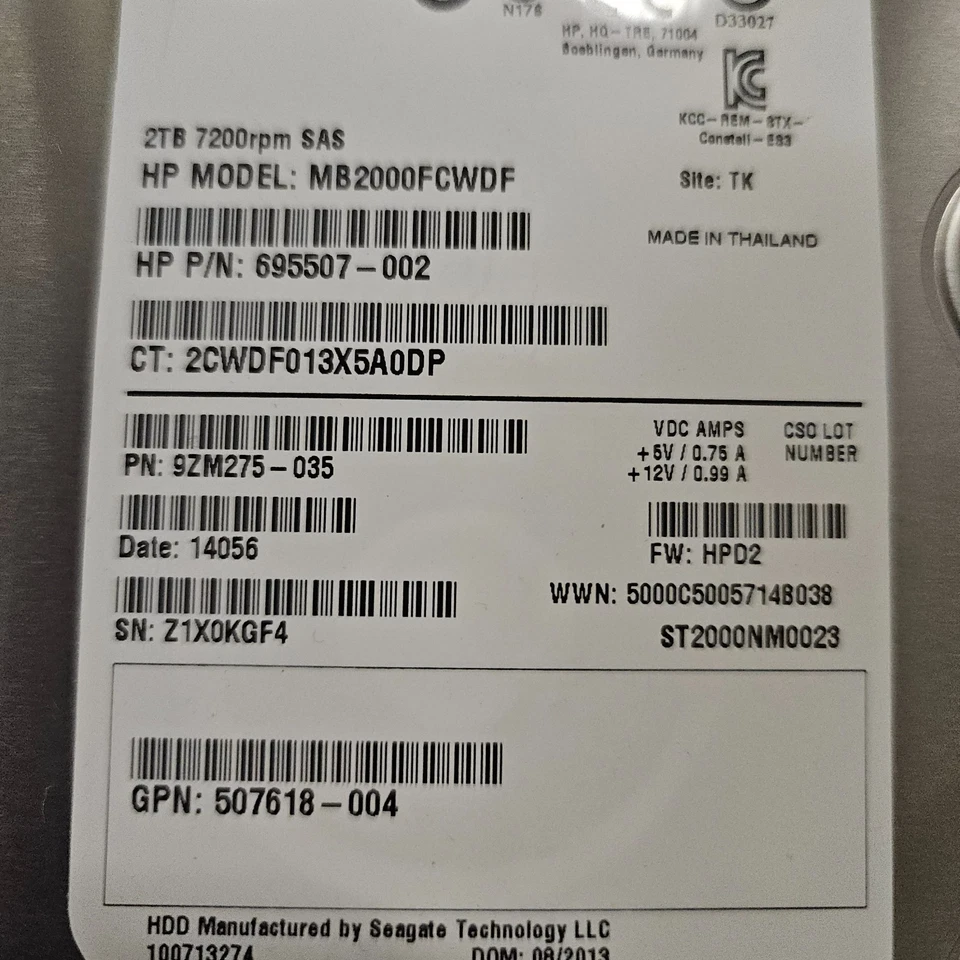 N176
D33027
HP, HQ-TRE, 71004
Boeblingen, Germany
KCC-REM-STX-
Constell-ES3
2TB 7200rpm SAS
HP MODEL: MB2000FCWDF
Site: TK
MADE IN THAILAND
HP P/N: 695507-002
CT: 2CWDF013X5A0DP
VDC AMPS
+5V / 0.75 A
+12V / 0.99 A
CSO LOT
NUMBER
PN: 9ZM275-035
Date: 14056
FW: HPD2
SN: Z1X0KGF4
WWN: 5000C5005714B038
ST2000NM0023
GPN: 507618-004
HDD Manufactured by Seagate Technology LLC
100713274
DOM: 08/2013